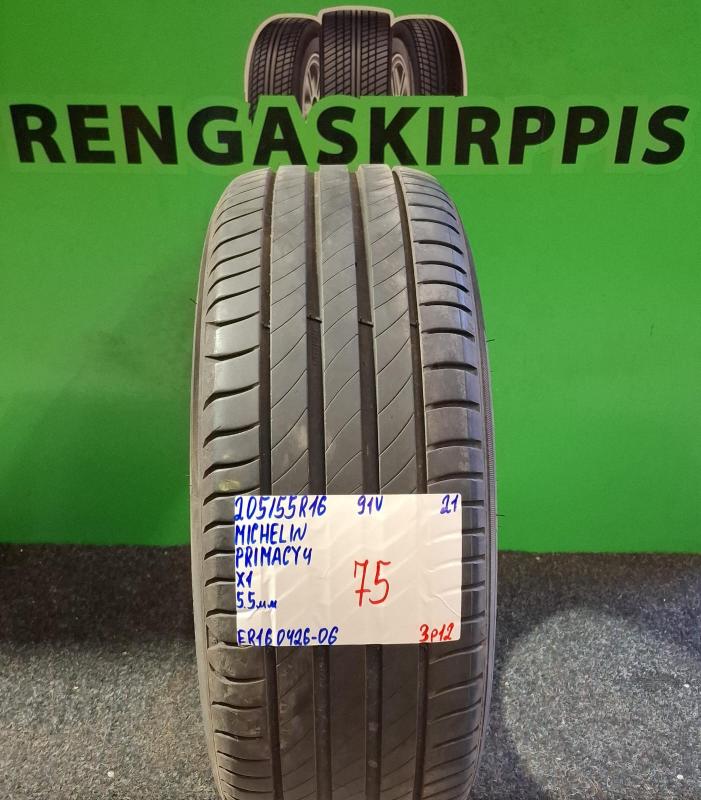 RENGASKIRPPIS
205/55R16 91V 21
MICHELIN
PRIMACY4
X1
5.5мм
75
ER16 0426-06 3P12